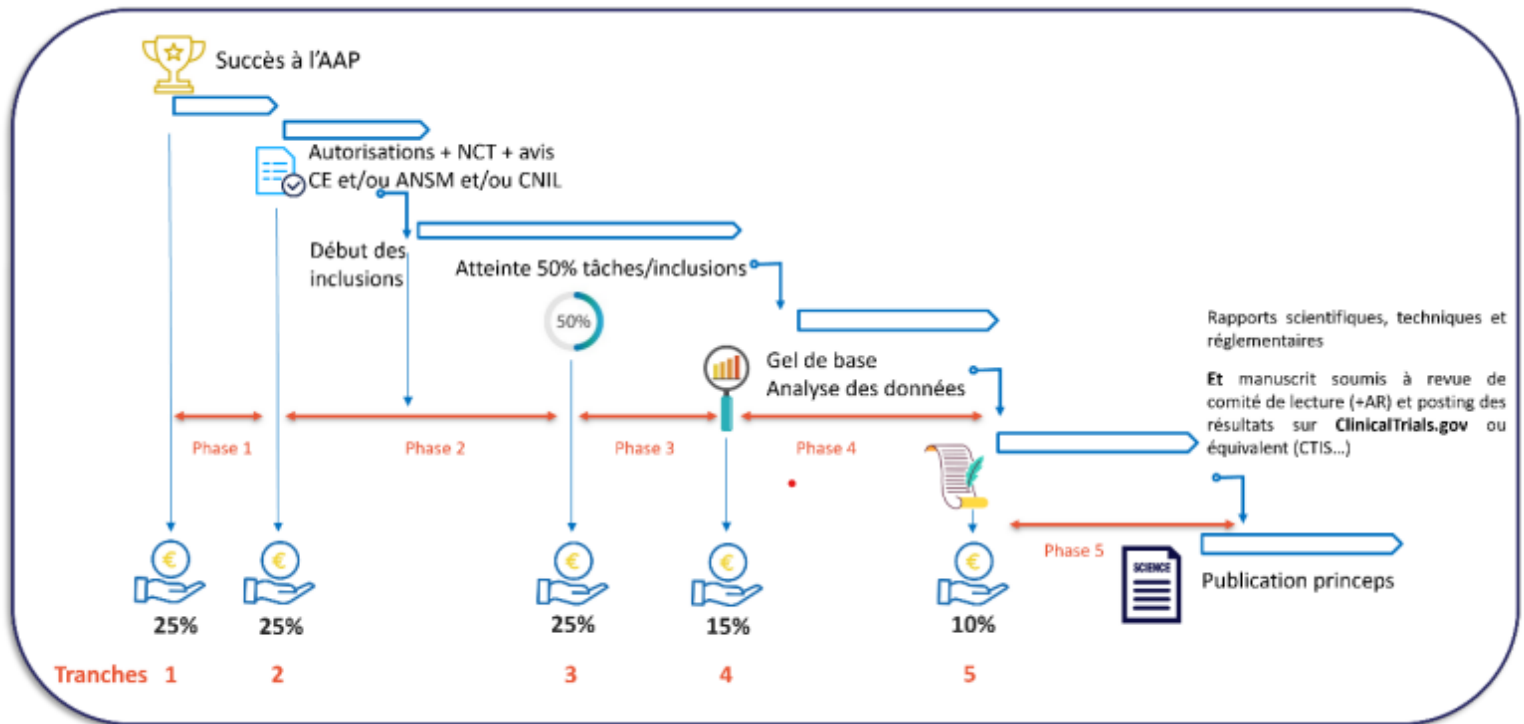 Succès à l'AAP
Autorisations + NCT + avis
CE et/ou ANSM et/ou CNIL
Début des
inclusions
Atteinte 50% tâches/inclusions
50%
Gel de base
Analyse des données
Rapports scientifiques, techniques et
réglementaires
Et manuscrit soumis à revue de
comité de lecture (+AR) et posting des
résultats sur ClinicalTrials.gov ou
équivalent (CTIS...)
Phase 1
Phase 2
Phase 3
Phase 4
Phase 5
SCIENCE
Publication princeps
€ € € € €
25% 25% 25% 15% 10%
Tranches 1 2 3 4 5